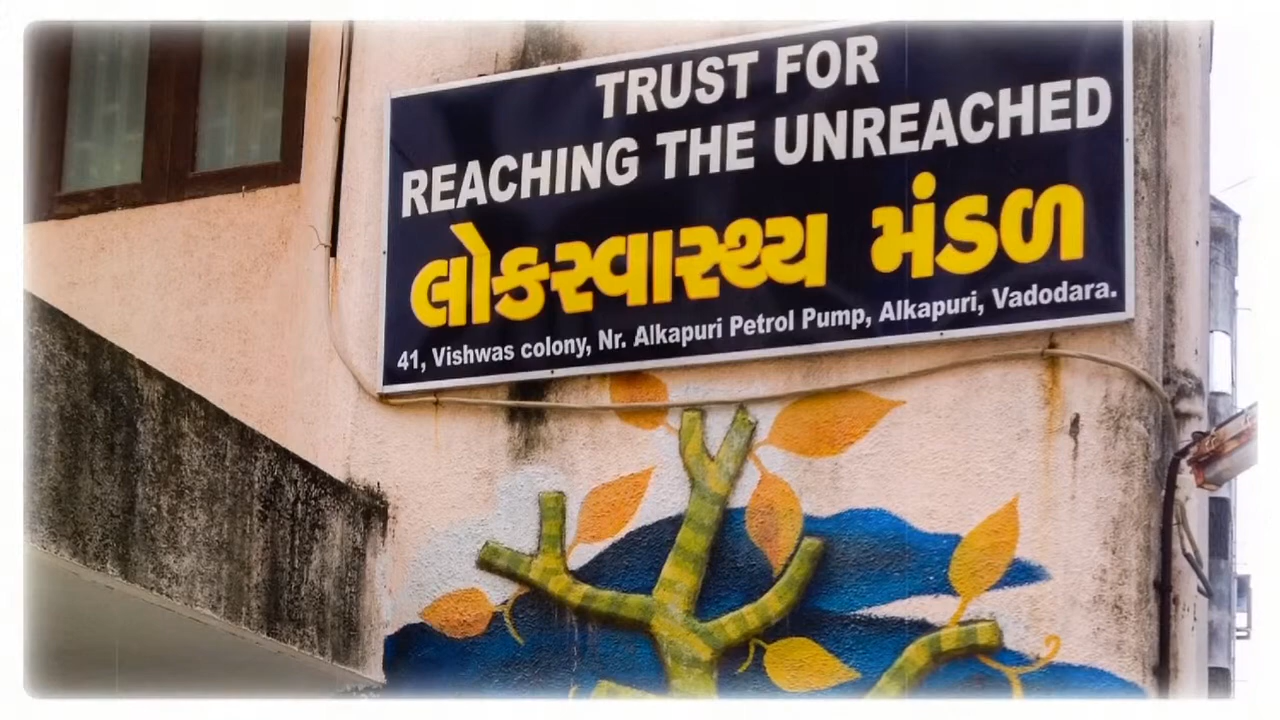 TRUST FOR
REACHING THE UNREACHED
લોકસ્વાસ્થ્ય મંડળ
41, Vishwas colony, Nr. Alkapuri Petrol Pump, Alkapuri, Vadodara.